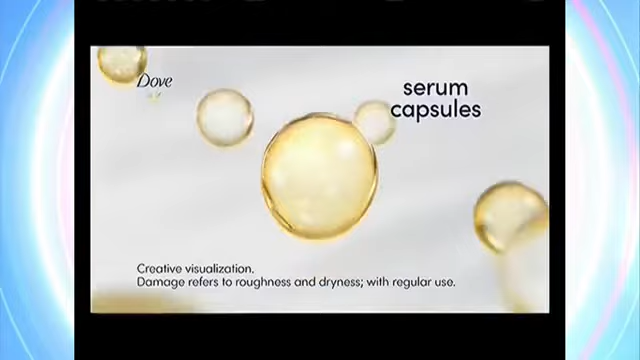 Dove
serum
capsules
Creative visualization.
Damage refers to roughness and dryness; with regular use.